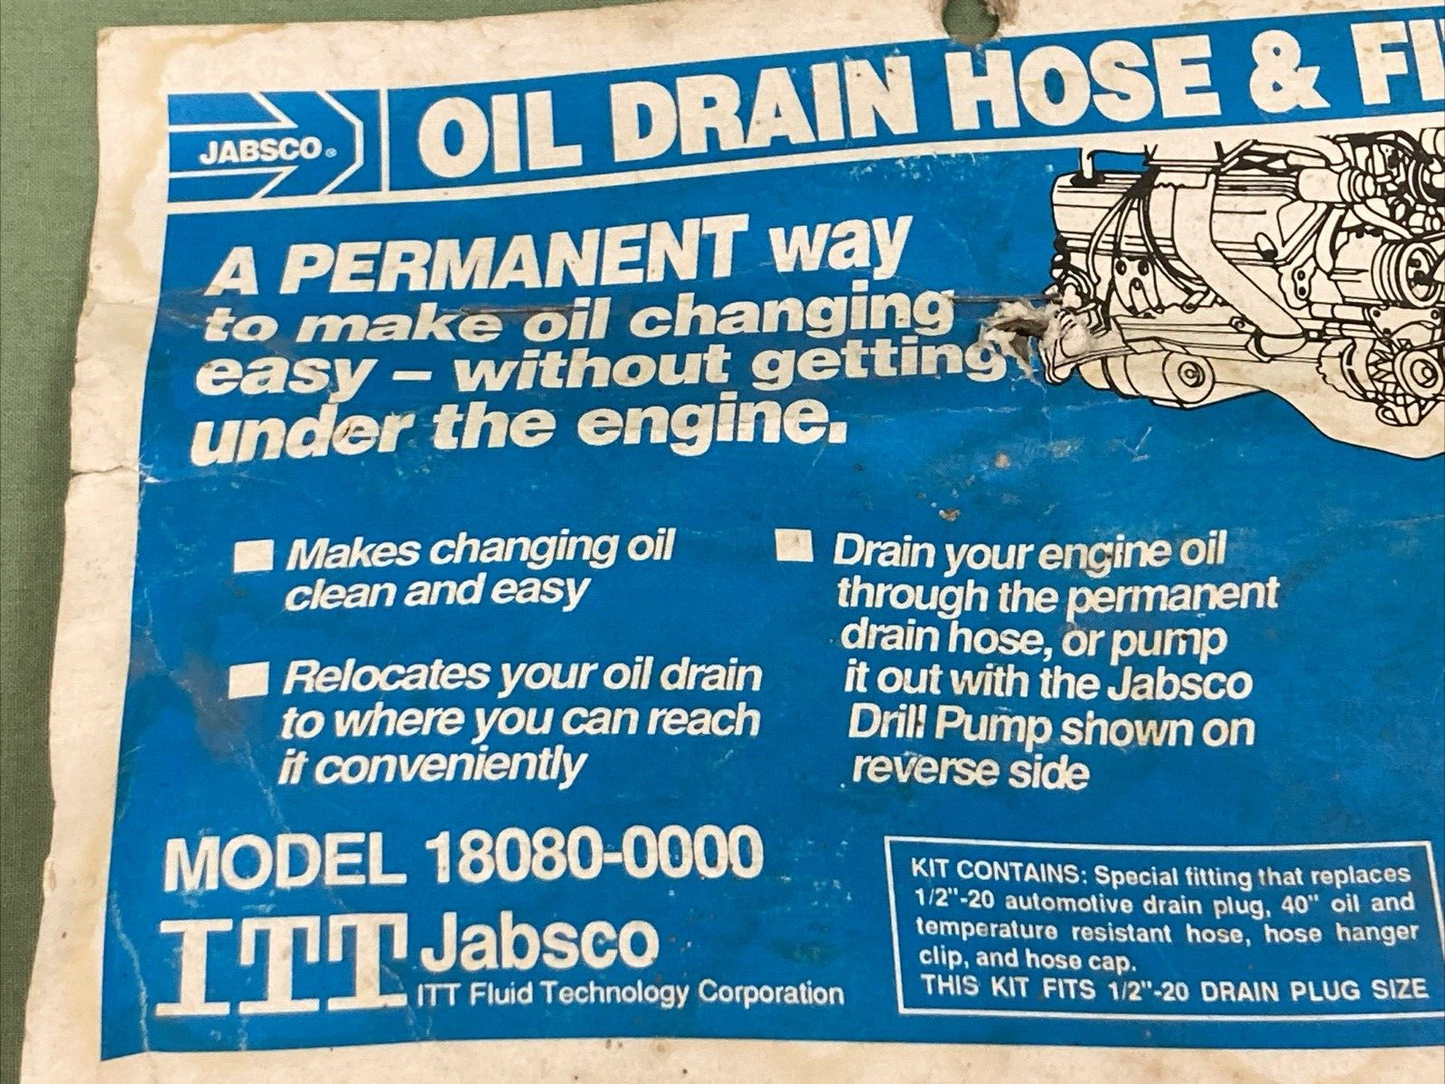 JABSCO®
OIL DRAIN HOSE & FI
A PERMANENT way
to make oil changing
easy – without getting
under the engine.
Makes changing oil
clean and easy
Relocates your oil drain
to where you can reach
it conveniently
Drain your engine oil
through the permanent
drain hose, or pump
it out with the Jabsco
Drill Pump shown on
reverse side
MODEL 18080-0000
ITT Jabsco
ITT Fluid Technology Corporation
KIT CONTAINS: Special fitting that replaces
1/2"-20 automotive drain plug, 40" oil and
temperature resistant hose, hose hanger
clip, and hose cap.
THIS KIT FITS 1/2"-20 DRAIN PLUG SIZE